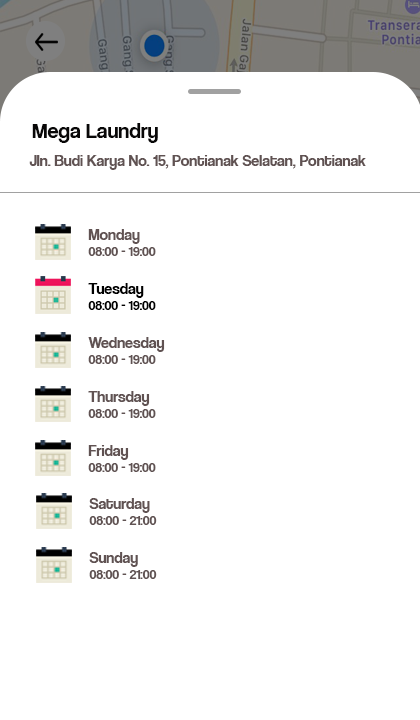 Transera
Pontia
Jalan Ga
Gang
Gang S
Gang S
Mega Laundry
Jln. Budi Karya No. 15, Pontianak Selatan, Pontianak
Monday
08:00 - 19:00
Tuesday
08:00 - 19:00
Wednesday
08:00 - 19:00
Thursday
08:00 - 19:00
Friday
08:00 - 19:00
Saturday
08:00 - 21:00
Sunday
08:00 - 21:00